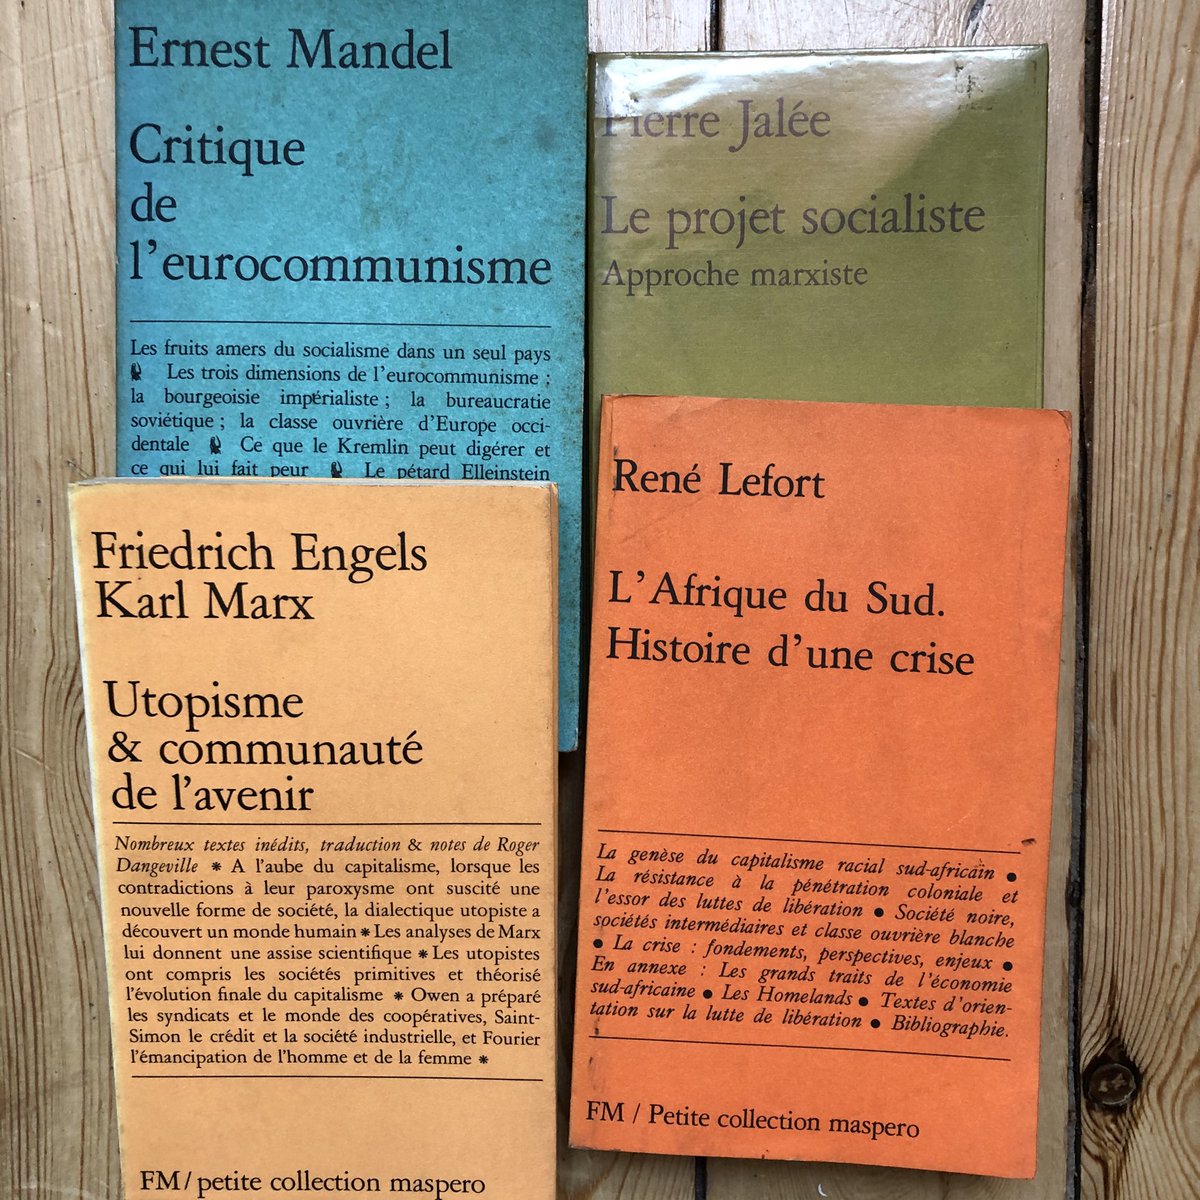 Ernest Mandel
Critique
de
l'eurocommunisme
Les fruits amers du socialisme dans un seul pays
Les trois dimensions de l'eurocommunisme ;
la bourgeoisie impérialiste ; la bureaucratie
soviétique ; la classe ouvrière d'Europe occi-
dentale Ce que le Kremlin peut digérer et
ce qui lui fait peur Le pétard Elleinstein
Pierre Jalée
Le projet socialiste
Approche marxiste
Friedrich Engels
Karl Marx
Utopisme
& communauté
de l'avenir
Nombreux textes inédits, traduction & notes de Roger
Dangeville * A l'aube du capitalisme, lorsque les
contradictions à leur paroxysme ont suscité une
nouvelle forme de société, la dialectique utopiste a
découvert un monde humain * Les analyses de Marx
lui donnent une assise scientifique * Les utopistes
ont compris les sociétés primitives et théorisé
l'évolution finale du capitalisme * Owen a préparé
les syndicats et le monde des coopératives, Saint-
Simon le crédit et la société industrielle, et Fourier
l'émancipation de l'homme et de la femme *
FM/petite collection maspero
René Lefort
L'Afrique du Sud.
Histoire d'une crise
La genèse du capitalisme racial sud-africain ●
La résistance à la pénétration coloniale et
l'essor des luttes de libération ● Société noire,
sociétés intermédiaires et classe ouvrière blanche
● La crise : fondements, perspectives, enjeux ●
En annexe : Les grands traits de l'économie
sud-africaine ● Les Homelands ● Textes d'orien-
tation sur la lutte de libération ● Bibliographie.
FM / Petite collection maspero